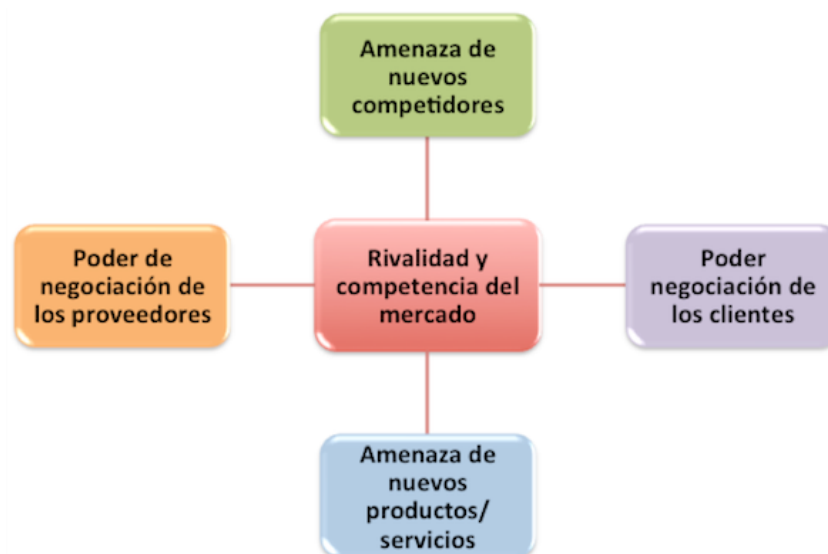 Amenaza de
nuevos
competidores
Poder de
negociación de
los proveedores
Rivalidad y
competencia del
mercado
Poder
negociación de
los clientes
Amenaza de
nuevos
productos/
servicios